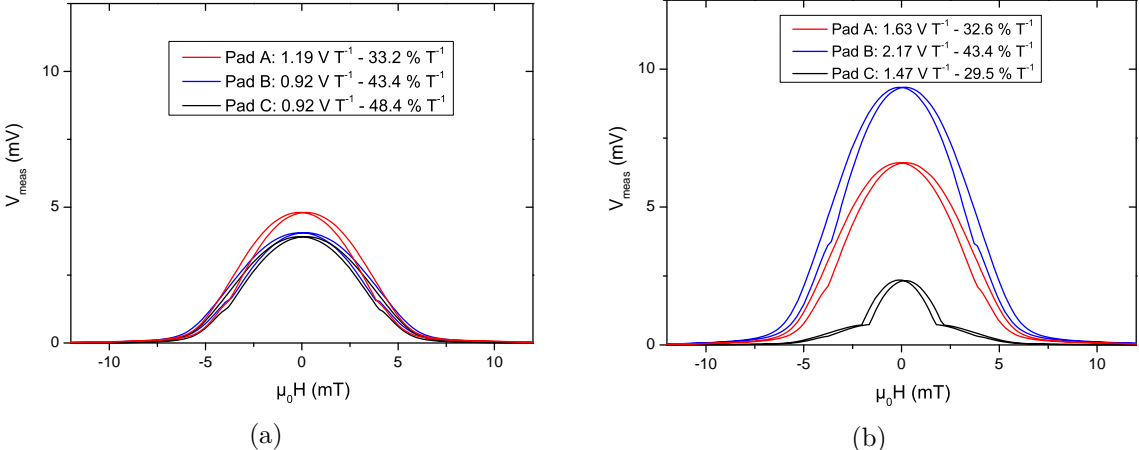 Pad A: 1.19 V T⁻¹ - 33.2 % T⁻¹
Pad B: 0.92 V T⁻¹ - 43.4 % T⁻¹
Pad C: 0.92 V T⁻¹ - 48.4 % T⁻¹
10
5
0
V_meas (mV)
-10 -5 0 5 10
μ₀H (mT)
(a)
Pad A: 1.63 V T⁻¹ - 32.6 % T⁻¹
Pad B: 2.17 V T⁻¹ - 43.4 % T⁻¹
Pad C: 1.47 V T⁻¹ - 29.5 % T⁻¹
10
5
0
V_meas (mV)
-10 -5 0 5 10
μ₀H (mT)
(b)